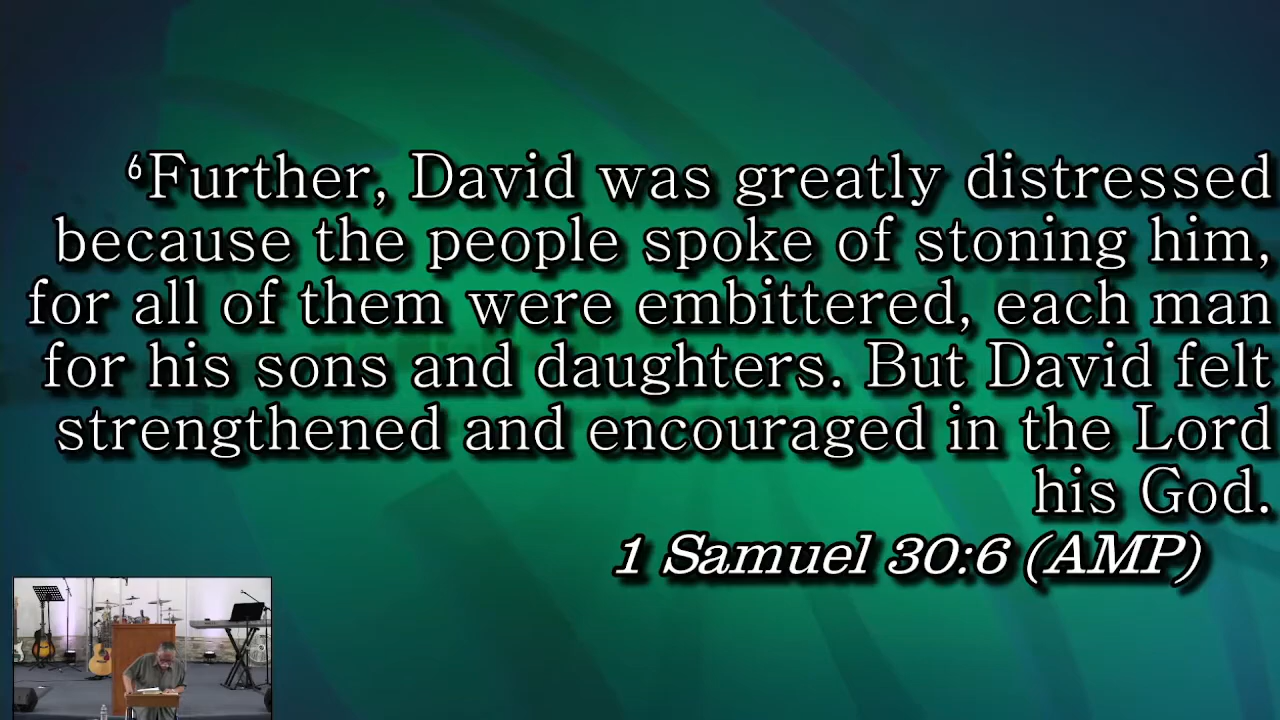 ⁶Further, David was greatly distressed
because the people spoke of stoning him,
for all of them were embittered, each man
for his sons and daughters. But David felt
strengthened and encouraged in the Lord
his God.
1 Samuel 30:6 (AMP)